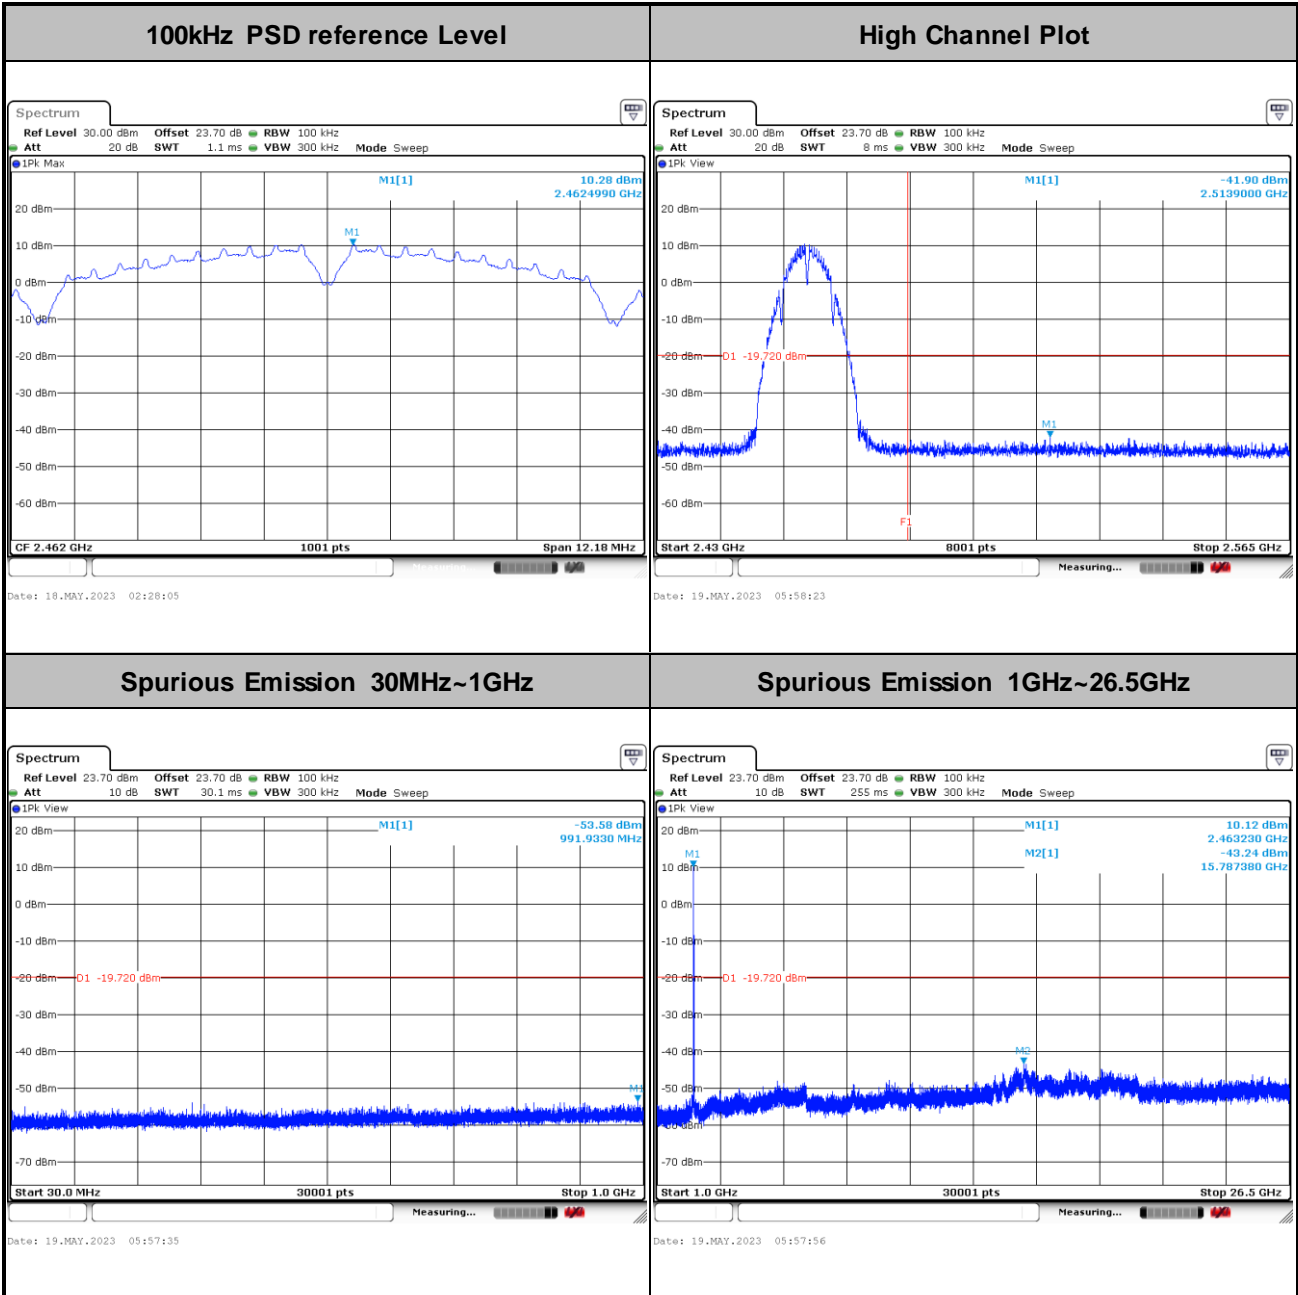 100kHz PSD reference Level
Spectrum
Ref Level 30.00 dBm Offset 23.70 dB RBW 100 kHz
Att 20 dB SWT 1.1 ms VBW 300 kHz Mode Sweep
1Pk Max
M1[1] 10.28 dBm
2.4624990 GHz
M1
20 dBm
10 dBm
0 dBm
-10 dBm
-20 dBm
-30 dBm
-40 dBm
-50 dBm
-60 dBm
CF 2.462 GHz 1001 pts Span 12.18 MHz
Measuring...
Date: 18.MAY.2023 02:28:05
High Channel Plot
Spectrum
Ref Level 30.00 dBm Offset 23.70 dB RBW 100 kHz
Att 20 dB SWT 8 ms VBW 300 kHz Mode Sweep
1Pk View
M1[1] -41.90 dBm
2.5139000 GHz
20 dBm
10 dBm
0 dBm
-10 dBm
-20 dBm D1 -19.720 dBm
-30 dBm
-40 dBm
M1
-50 dBm
-60 dBm
F1
Start 2.43 GHz 8001 pts Stop 2.565 GHz
Measuring...
Date: 19.MAY.2023 05:58:23
Spurious Emission 30MHz~1GHz
Spectrum
Ref Level 23.70 dBm Offset 23.70 dB RBW 100 kHz
Att 10 dB SWT 30.1 ms VBW 300 kHz Mode Sweep
1Pk View
M1[1] -53.58 dBm
991.9330 MHz
20 dBm
10 dBm
0 dBm
-10 dBm
-20 dBm D1 -19.720 dBm
-30 dBm
-40 dBm
-50 dBm
M1
-60 dBm
-70 dBm
Start 30.0 MHz 30001 pts Stop 1.0 GHz
Measuring...
Date: 19.MAY.2023 05:57:35
Spurious Emission 1GHz~26.5GHz
Spectrum
Ref Level 23.70 dBm Offset 23.70 dB RBW 100 kHz
Att 10 dB SWT 255 ms VBW 300 kHz Mode Sweep
1Pk View
M1[1] 10.12 dBm
2.463230 GHz
M2[1] -43.24 dBm
15.787380 GHz
20 dBm
M1
10 dBm
0 dBm
-10 dBm
-20 dBm D1 -19.720 dBm
-30 dBm
-40 dBm
M2
-50 dBm
-60 dBm
-70 dBm
Start 1.0 GHz 30001 pts Stop 26.5 GHz
Measuring...
Date: 19.MAY.2023 05:57:56